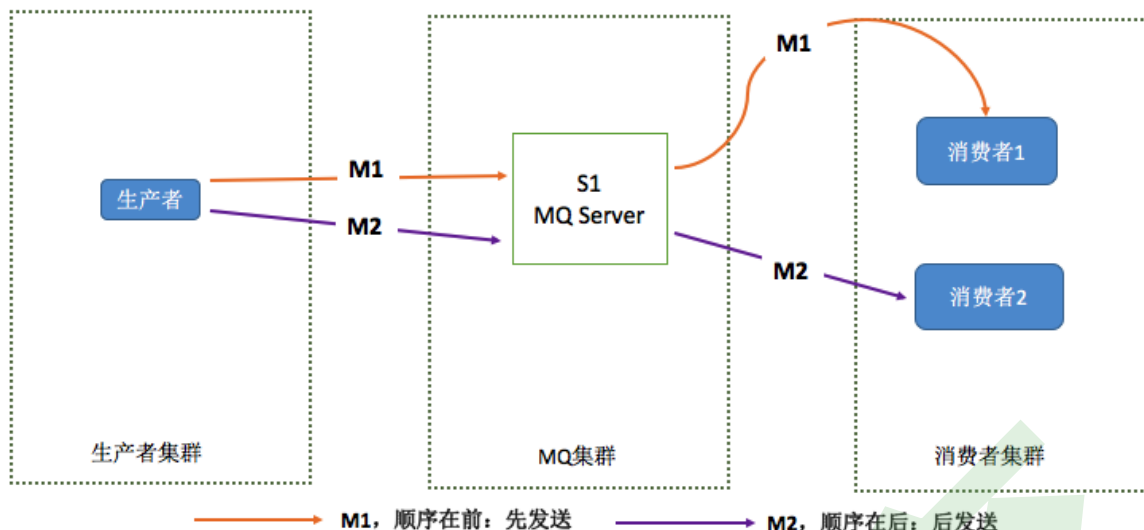 M1
M1
消费者1
S1
MQ Server
生产者
M2
M2
消费者2
生产者集群
MQ集群
消费者集群
M1，顺序在前：先发送
M2，顺序在后：后发送